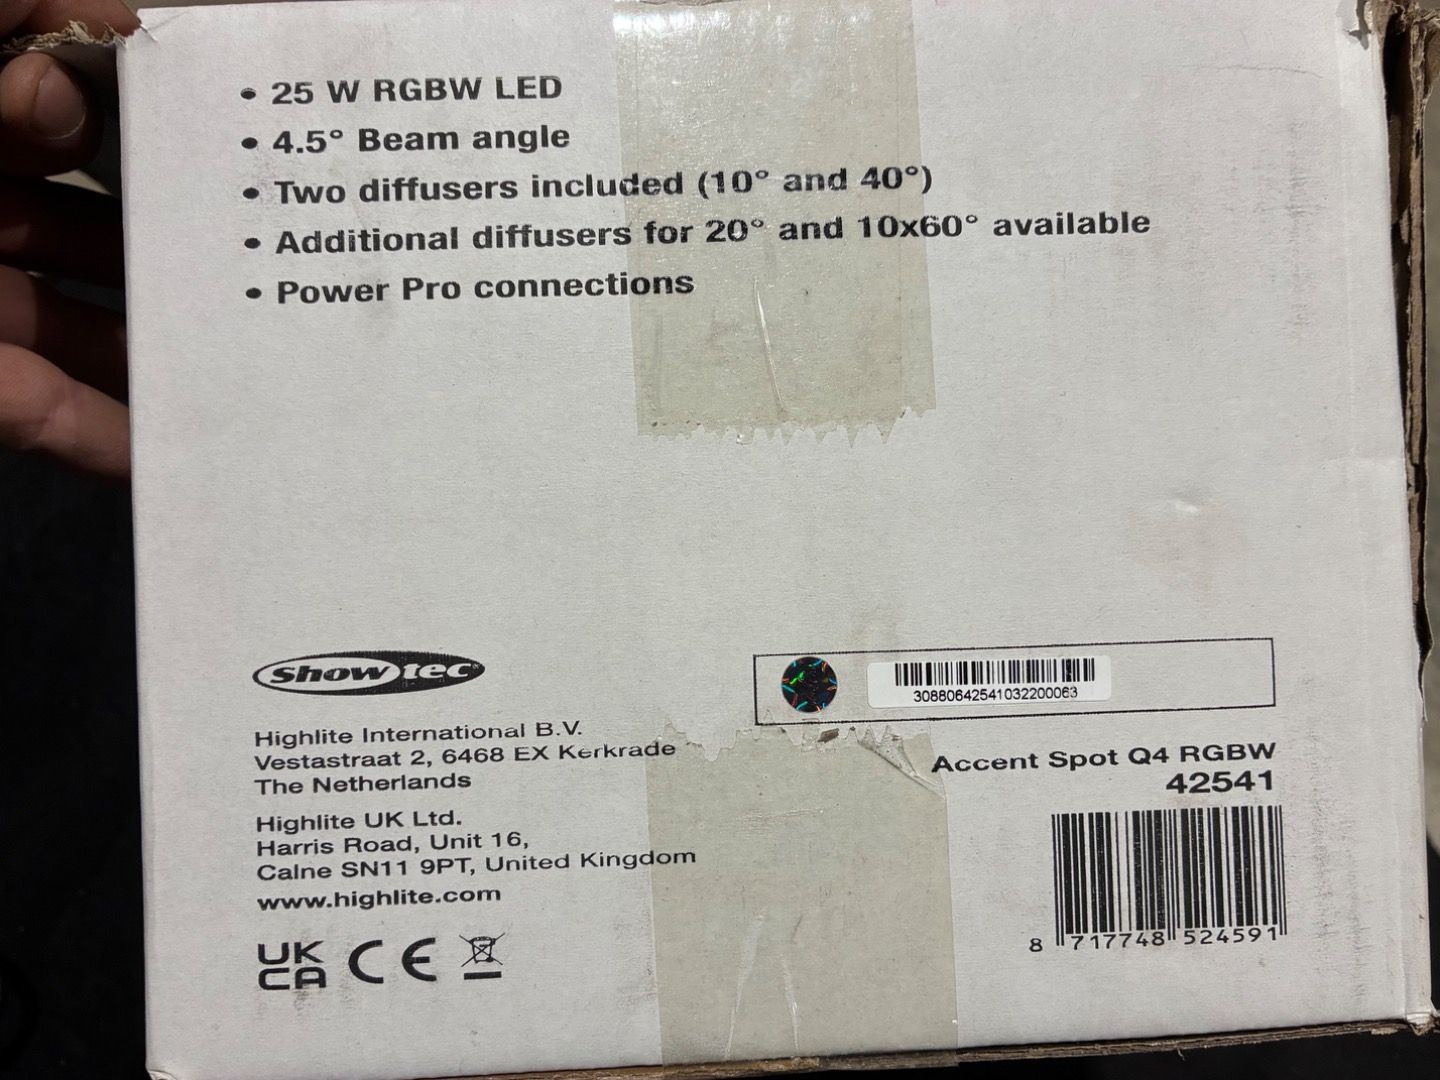 • 25 W RGBW LED
• 4.5° Beam angle
• Two diffusers included (10° and 40°)
• Additional diffusers for 20° and 10x60° available
• Power Pro connections
Showtec®
Highlite International B.V.
Vestastraat 2, 6468 EX Kerkrade
The Netherlands
Highlite UK Ltd.
Harris Road, Unit 16,
Calne SN11 9PT, United Kingdom
www.highlite.com
UK
CA CE
30880642541032200063
Accent Spot Q4 RGBW
42541
8 717748 524591